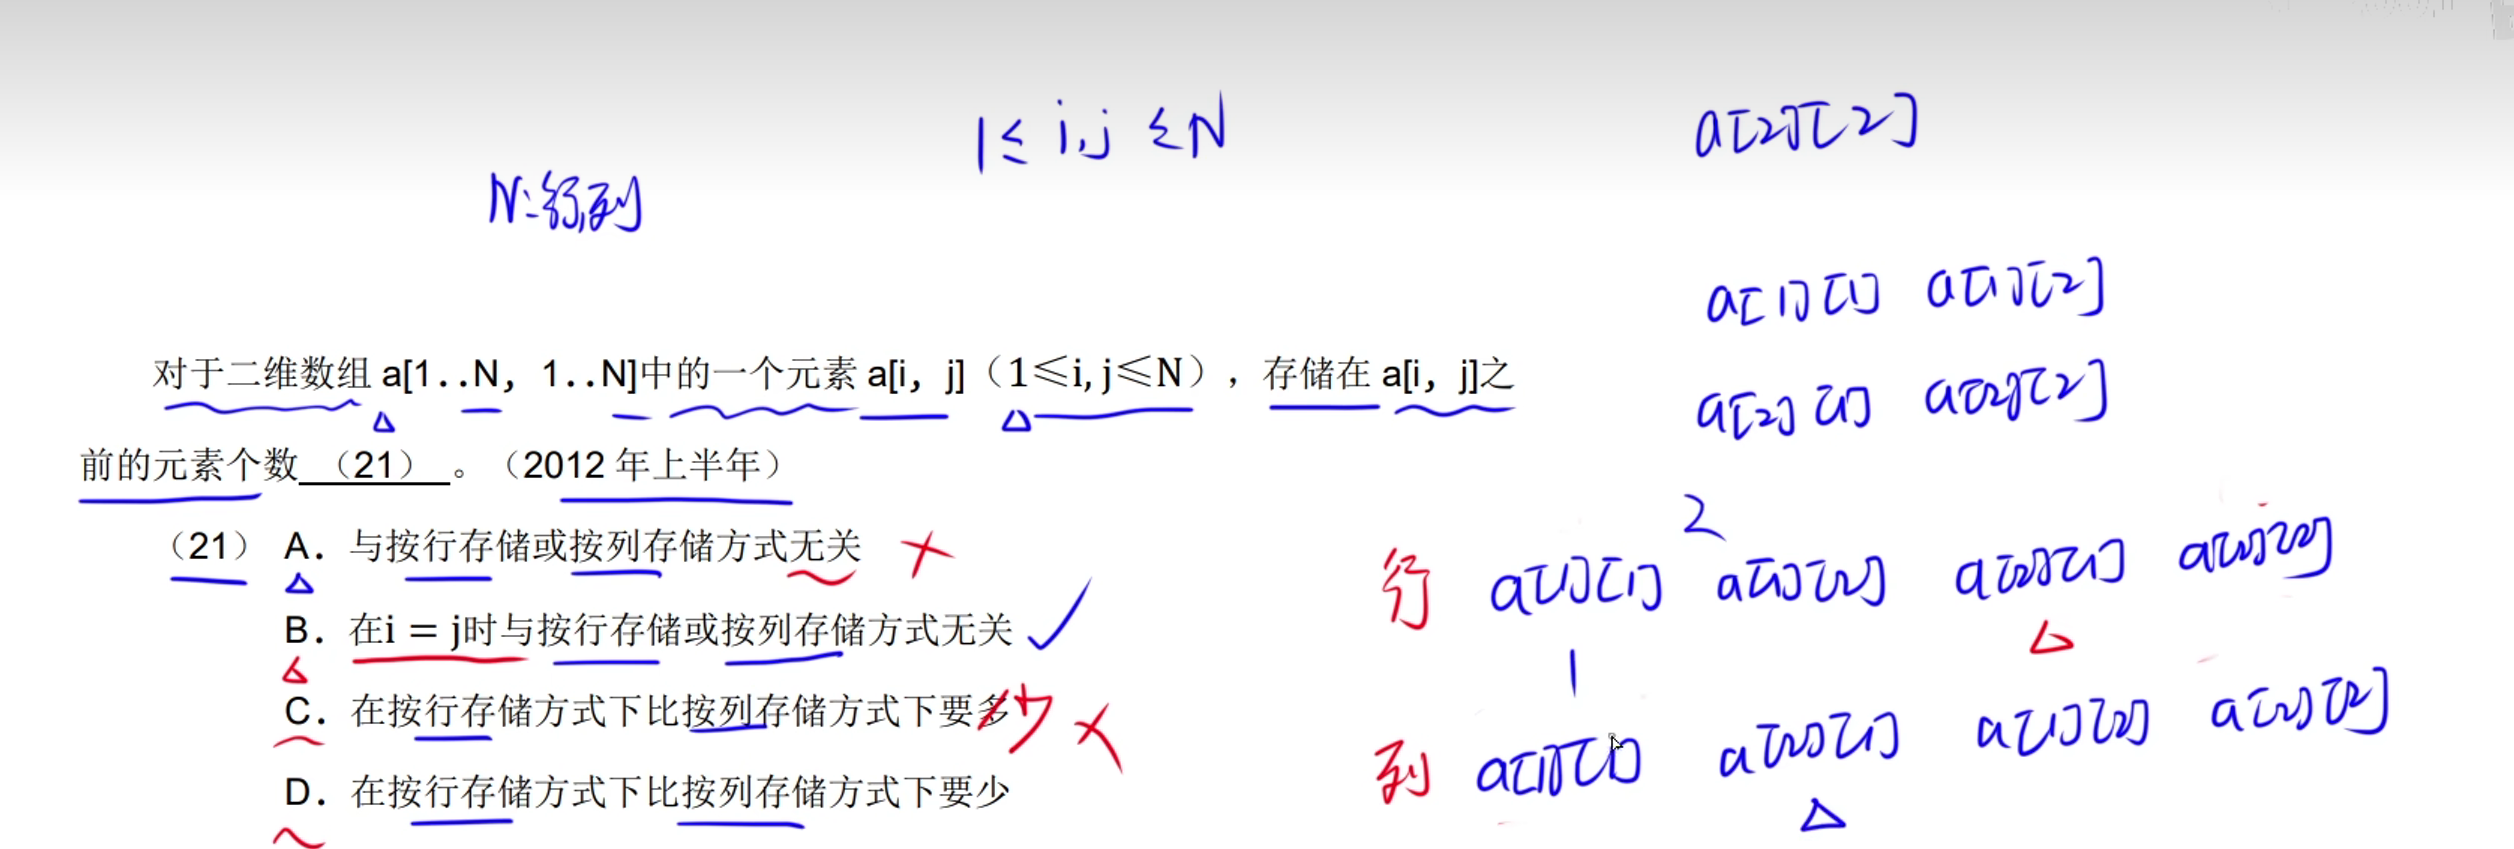 1≤ i,j ≤N
a[2][2]
N:行,列
a[1][1] a[1][2]
对于二维数组 a[1..N，1..N]中的一个元素 a[i，j]（1≤i,j≤N），存储在 a[i，j]之
a[2][1] a[2][2]
前的元素个数 （21） 。（2012 年上半年）
2
（21） A．与按行存储或按列存储方式无关 ×
行 a[1][1] a[1][2] a[2][1] a[2][2]
B．在i = j时与按行存储或按列存储方式无关 ✓
1
C．在按行存储方式下比按列存储方式下要多 少 ×
列 a[1][1] a[2][1] a[1][2] a[2][2]
D．在按行存储方式下比按列存储方式下要少